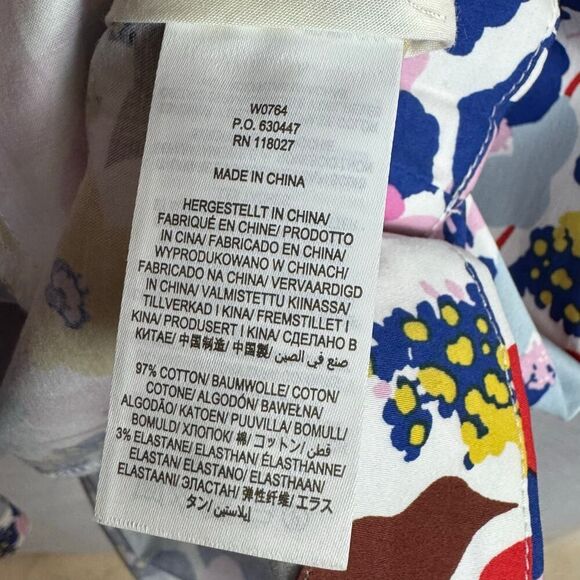 W0764
P.O. 630447
RN 118027
MADE IN CHINA
HERGESTELLT IN CHINA/
FABRIQUÉ EN CHINE/ PRODOTTO
IN CINA/ FABRICADO EN CHINA/
WYPRODUKOWANO W CHINACH/
FABRICADO NA CHINA/ VERVAARDIGD
IN CHINA/ VALMISTETTU KIINASSA/
TILLVERKAD I KINA/ FREMSTILLET I
KINA/ PRODUSERT I KINA/ СДЕЛАНО В
КИТАЕ/ 中国制造/ 中国製/ صنع في الصين
97% COTTON/ BAUMWOLLE/ COTON/
COTONE/ ALGODÓN/ BAWEŁNA/
ALGODÃO/ KATOEN/ PUUVILLA/ BOMULL/
BOMULD/ ХЛОПОК/ 棉/ コットン/ قطن
3% ELASTANE/ ELASTHAN/ ÉLASTHANNE/
ELASTAN/ ELASTANO/ ELASTHAAN/
ELASTAANI/ ЭЛАСТАН/ 弹性纤维/ エラス
タン/ إيلاستين